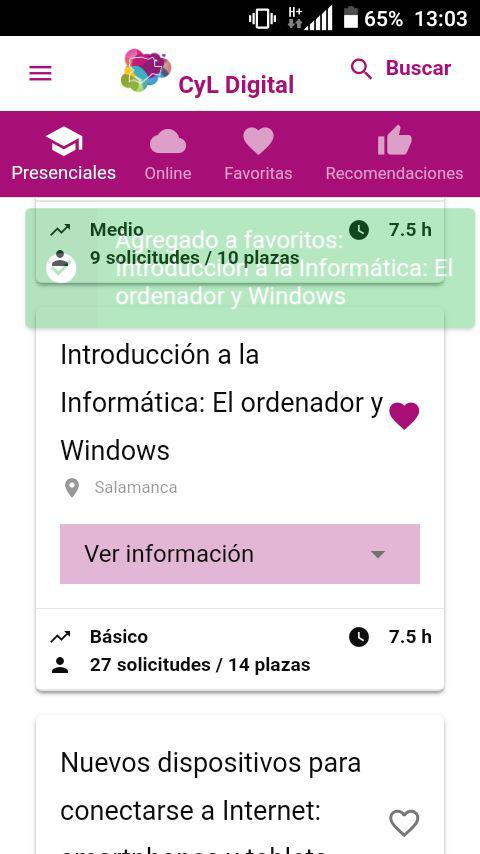 H+ 65% 13:03
CyL Digital
Buscar
Presenciales Online Favoritas Recomendaciones
Medio 7.5 h
9 solicitudes / 10 plazas
Agregado a favoritos:
Introducción a la Informática: El
ordenador y Windows
Introducción a la
Informática: El ordenador y
Windows
Salamanca
Ver información
Básico 7.5 h
27 solicitudes / 14 plazas
Nuevos dispositivos para
conectarse a Internet:
smartphones y tablets